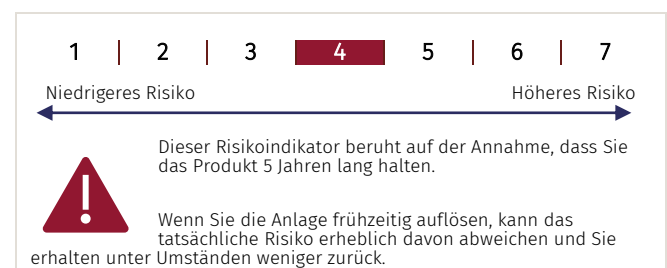 1 2 3 4 5 6 7
Niedrigeres Risiko Höheres Risiko
Dieser Risikoindikator beruht auf der Annahme, dass Sie
das Produkt 5 Jahren lang halten.
Wenn Sie die Anlage frühzeitig auflösen, kann das
tatsächliche Risiko erheblich davon abweichen und Sie
erhalten unter Umständen weniger zurück.